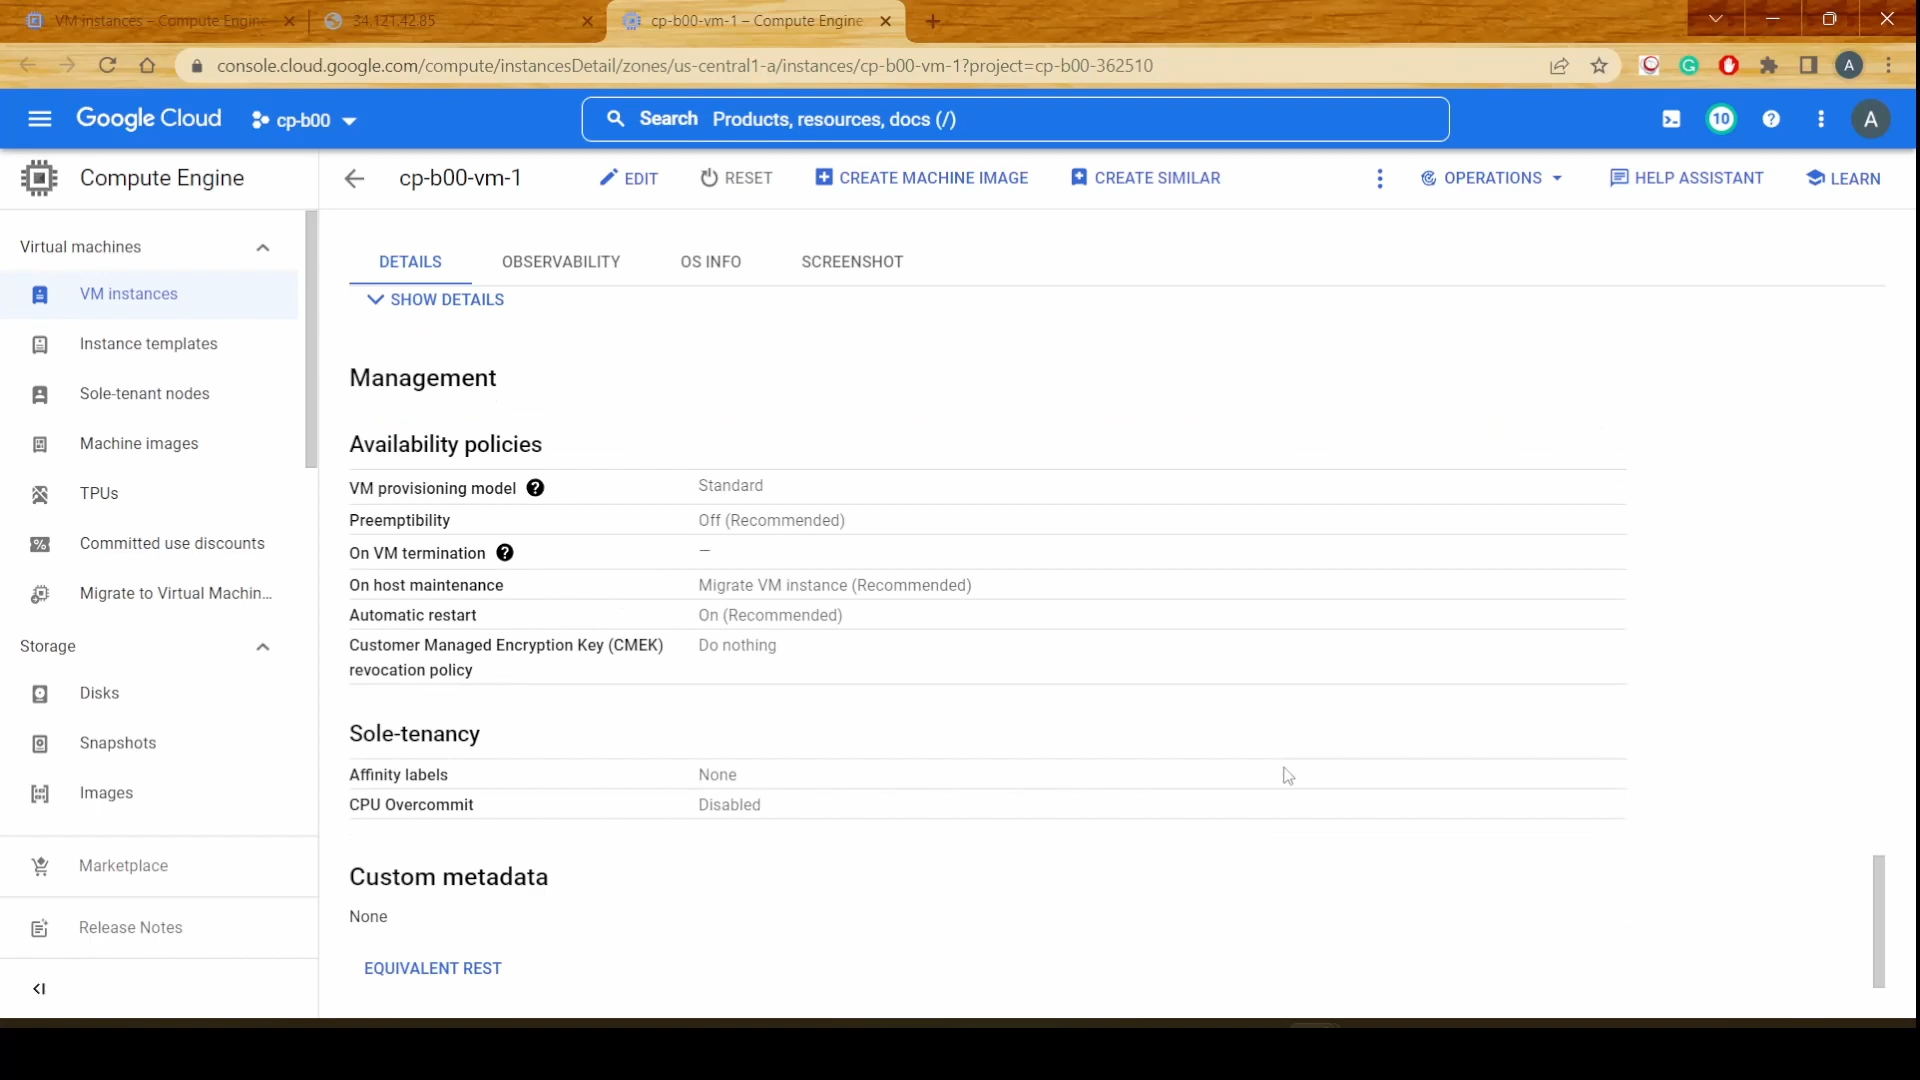 VM instances – Compute Engine
34.121.42.85
cp-b00-vm-1 – Compute Engine
console.cloud.google.com/compute/instancesDetail/zones/us-central1-a/instances/cp-b00-vm-1?project=cp-b00-362510
A
Google Cloud
cp-b00
Search Products, resources, docs (/)
10
A
Compute Engine
cp-b00-vm-1
EDIT
RESET
CREATE MACHINE IMAGE
CREATE SIMILAR
OPERATIONS
HELP ASSISTANT
LEARN
Virtual machines
VM instances
Instance templates
Sole-tenant nodes
Machine images
TPUs
Committed use discounts
Migrate to Virtual Machin...
Storage
Disks
Snapshots
Images
Marketplace
Release Notes
DETAILS
OBSERVABILITY
OS INFO
SCREENSHOT
SHOW DETAILS
Management
Availability policies
VM provisioning model Standard
Preemptibility Off (Recommended)
On VM termination —
On host maintenance Migrate VM instance (Recommended)
Automatic restart On (Recommended)
Customer Managed Encryption Key (CMEK) Do nothing
revocation policy
Sole-tenancy
Affinity labels None
CPU Overcommit Disabled
Custom metadata
None
EQUIVALENT REST